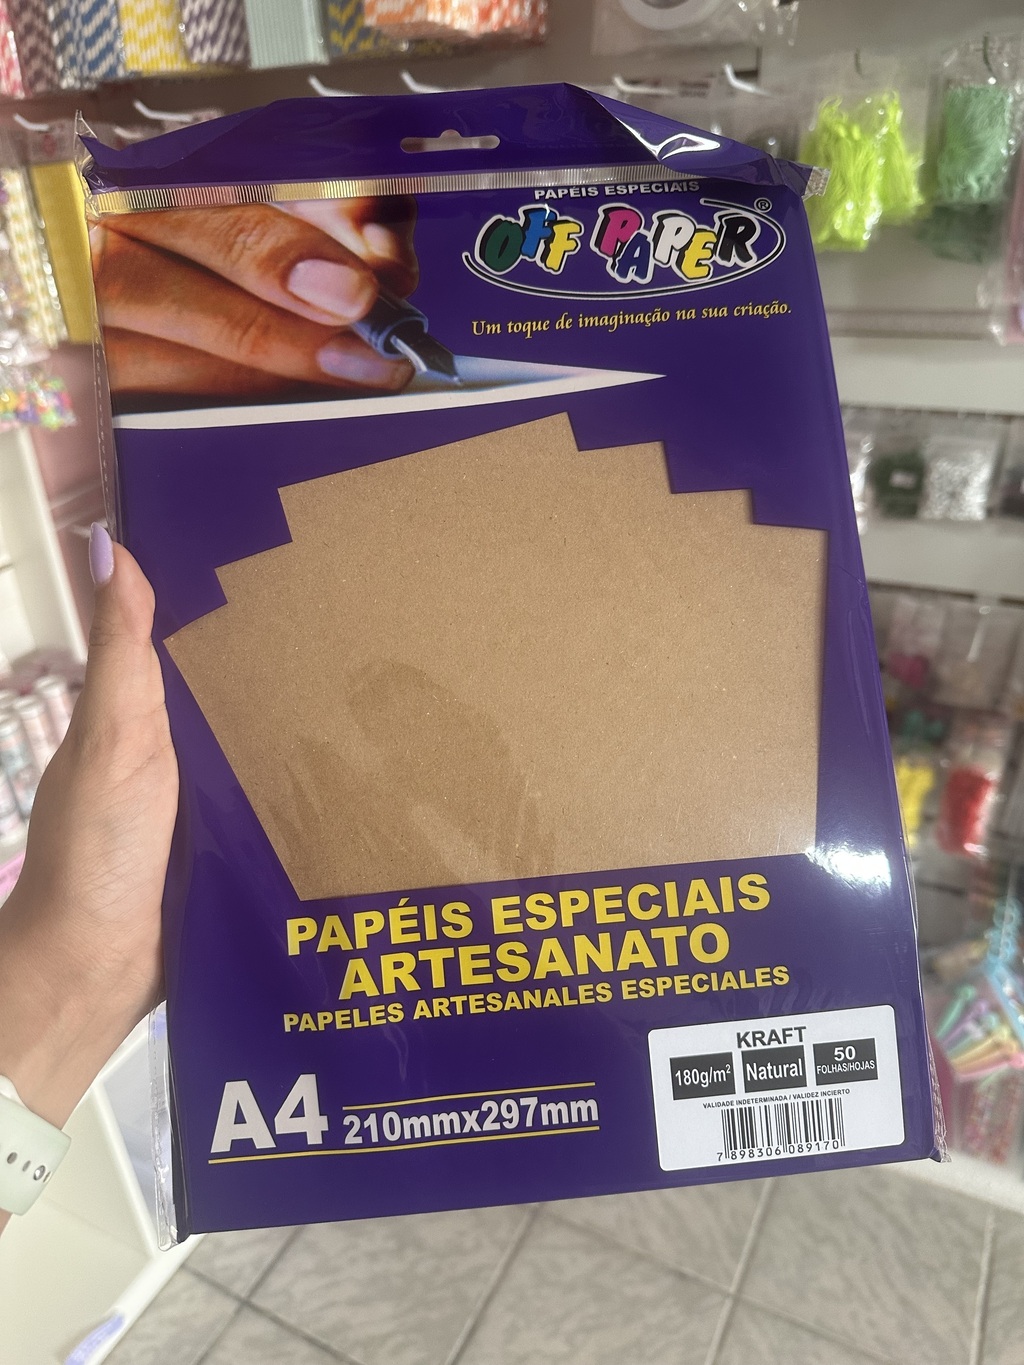 PAPÉIS ESPECIAIS
OFF PAPER®
Um toque de imaginação na sua criação.
PAPÉIS ESPECIAIS
ARTESANATO
PAPELES ARTESANALES ESPECIALES
A4 210mmx297mm
KRAFT
180g/m² Natural 50 FOLHAS/HOJAS
VALIDADE INDETERMINADA / VALIDEZ INCIERTO
7 898306 089170